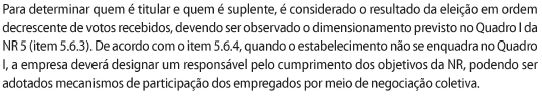 Para determinar quem é titular e quem é suplente, é considerado o resultado da eleição em ordem
decrescente de votos recebidos, devendo ser observado o dimensionamento previsto no Quadro I da
NR 5 (item 5.6.3). De acordo com o item 5.6.4, quando o estabelecimento não se enquadra no Quadro
I, a empresa deverá designar um responsável pelo cumprimento dos objetivos da NR, podendo ser
adotados mecanismos de participação dos empregados por meio de negociação coletiva.